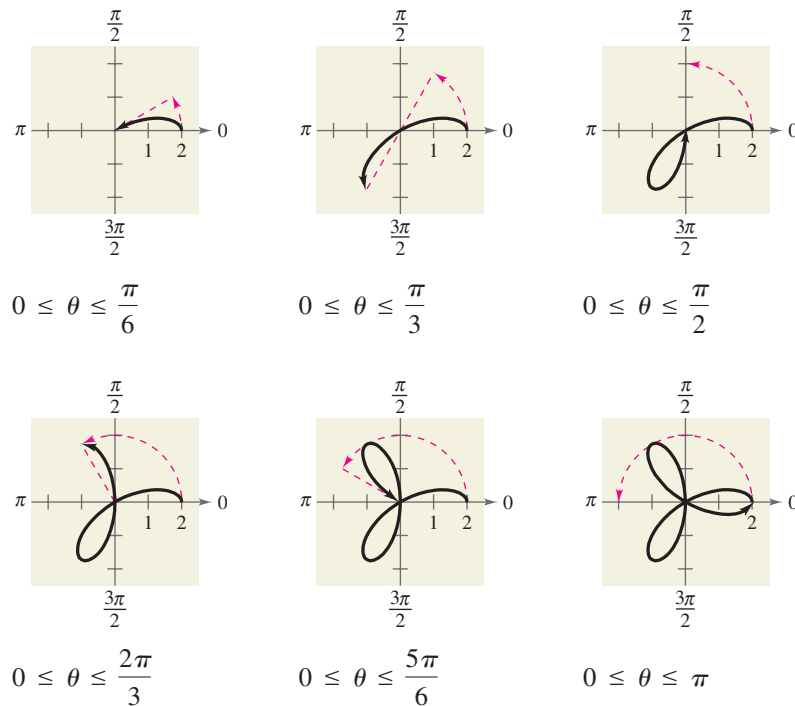 π/2 π/2 π/2
π 1 2 0 π 1 2 0 π 1 2 0
3π/2 3π/2 3π/2
0 ≤ θ ≤ π/6 0 ≤ θ ≤ π/3 0 ≤ θ ≤ π/2
π/2 π/2 π/2
π 1 2 0 π 1 2 0 π 2 0
3π/2 3π/2 3π/2
0 ≤ θ ≤ 2π/3 0 ≤ θ ≤ 5π/6 0 ≤ θ ≤ π